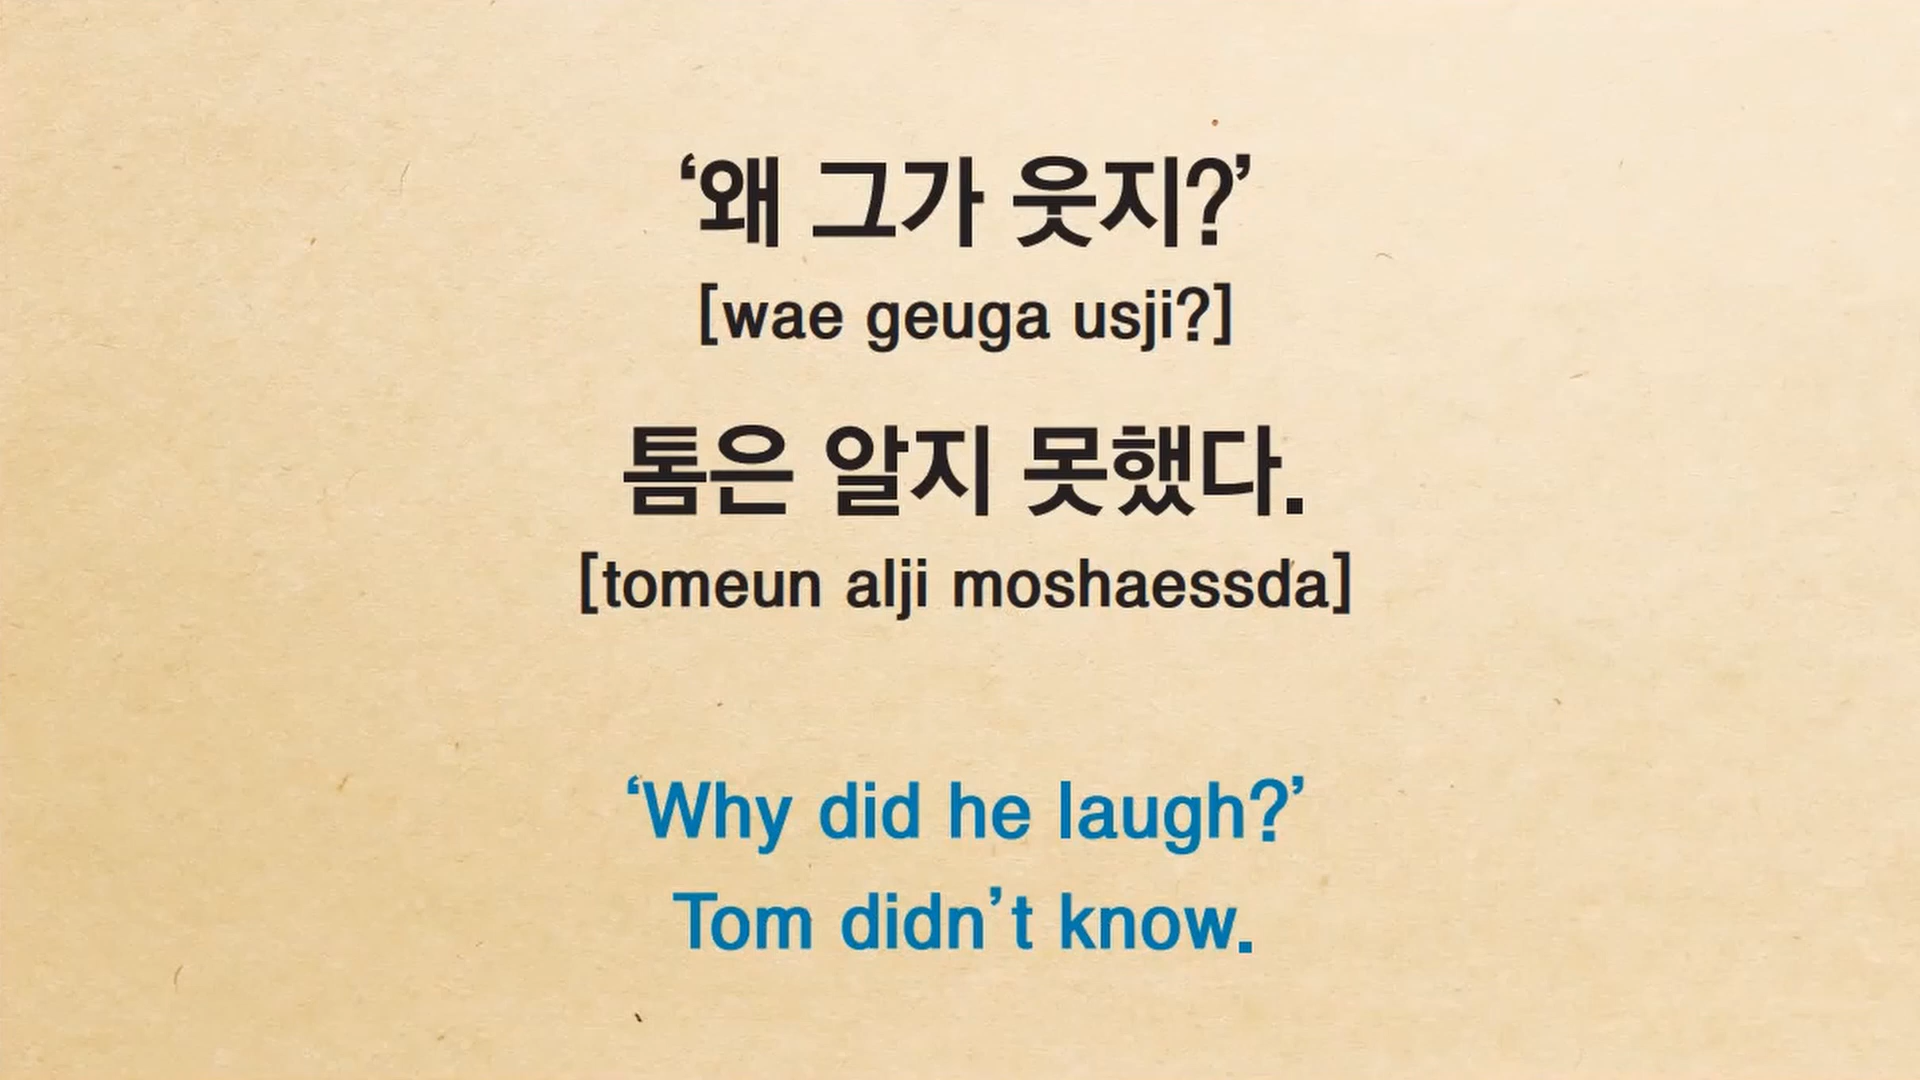 ‘왜 그가 웃지?’
[wae geuga usji?]
톰은 알지 못했다.
[tomeun alji moshaessda]
‘Why did he laugh?’
Tom didn’t know.